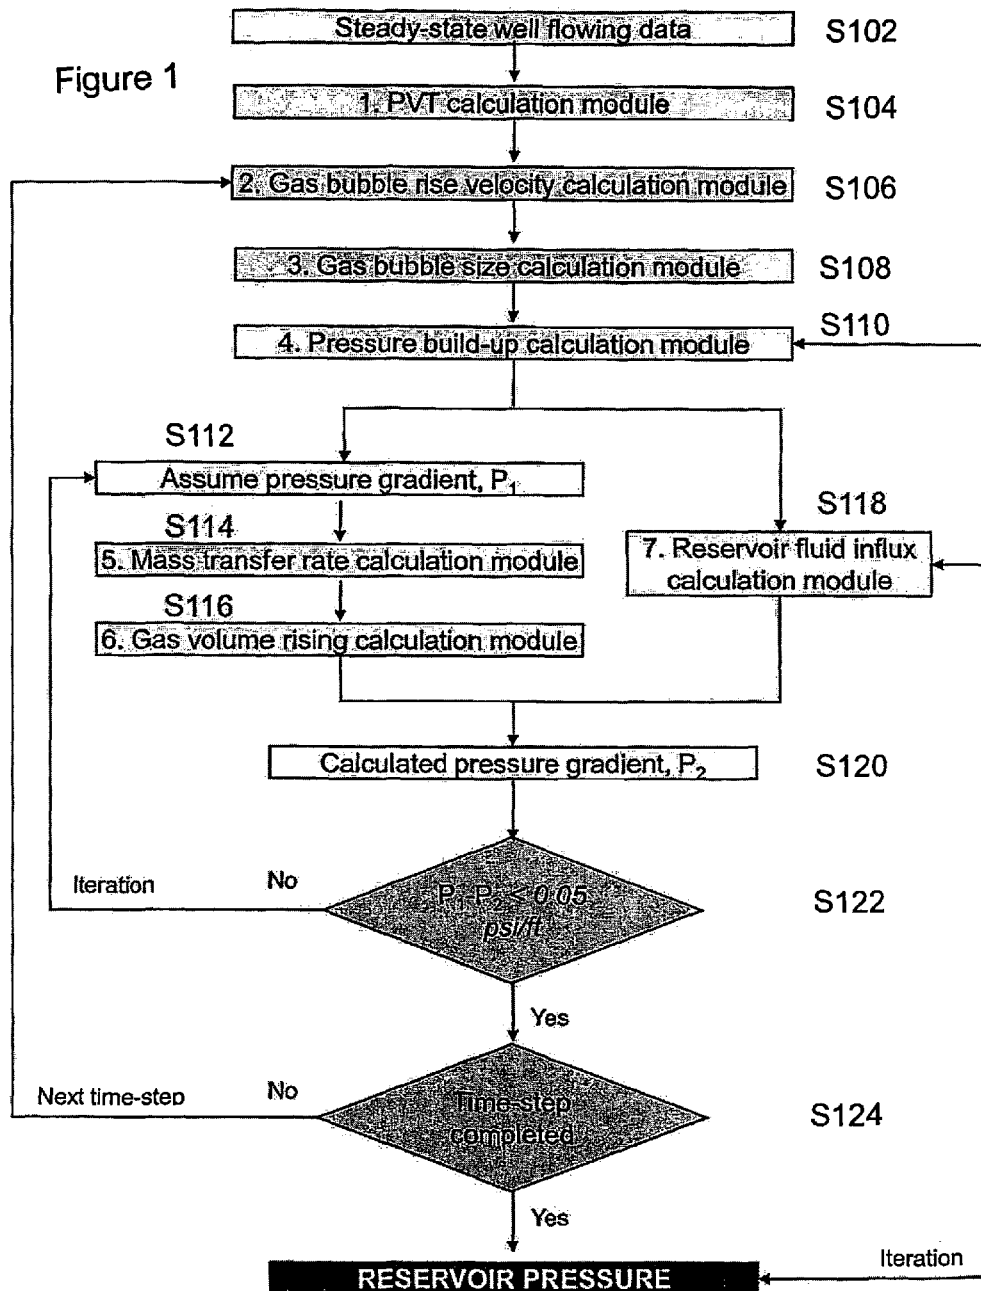 Steady-state well flowing data
S102
Figure 1
1. PVT calculation module
S104
2. Gas bubble rise velocity calculation module
S106
3. Gas bubble size calculation module
S108
S110
4. Pressure build-up calculation module
S112
Assume pressure gradient, P₁
S114
5. Mass transfer rate calculation module
S116
6. Gas volume rising calculation module
S118
7. Reservoir fluid influx
calculation module
Calculated pressure gradient, P₂
S120
Iteration
No
P₁-P₂ < 0.05
psi/ft
S122
Yes
Next time-step
No
Time-step
completed
S124
Yes
RESERVOIR PRESSURE
Iteration